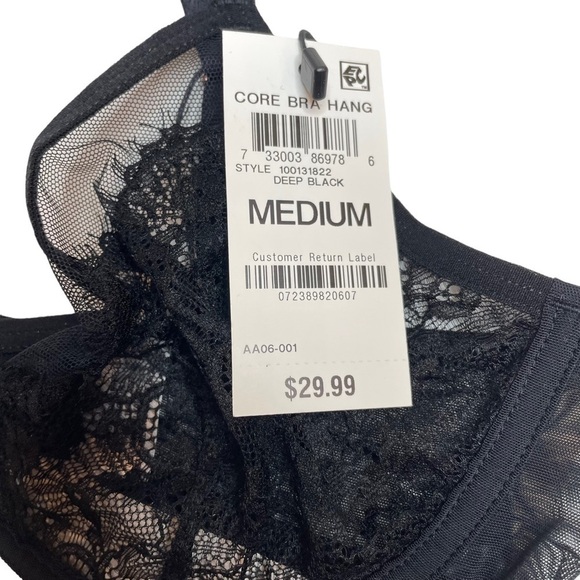 CORE BRA HANG
7 33003 86978 6
STYLE 100131822
DEEP BLACK
MEDIUM
Customer Return Label
072389820607
AA06-001
$29.99